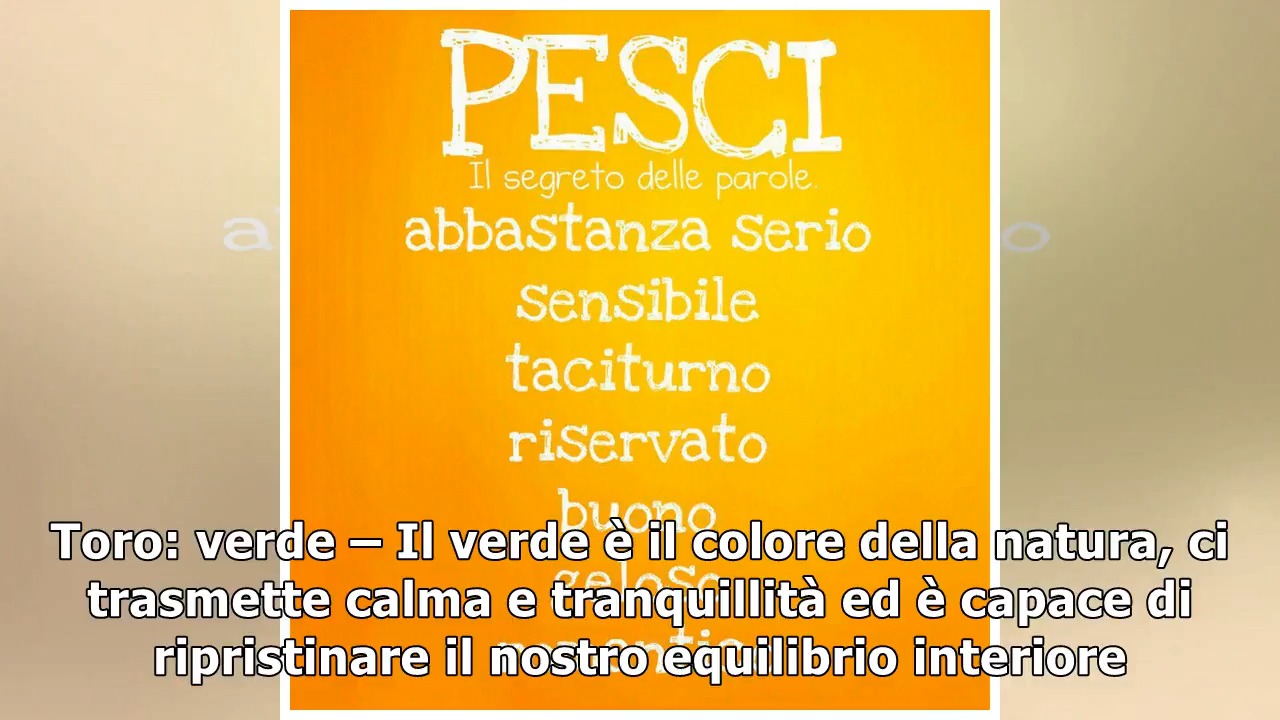 PESCI
Il segreto delle parole.
abbastanza serio
sensibile
taciturno
riservato
buono
geloso
Toro: verde – Il verde è il colore della natura, ci
trasmette calma e tranquillità ed è capace di
ripristinare il nostro equilibrio interiore